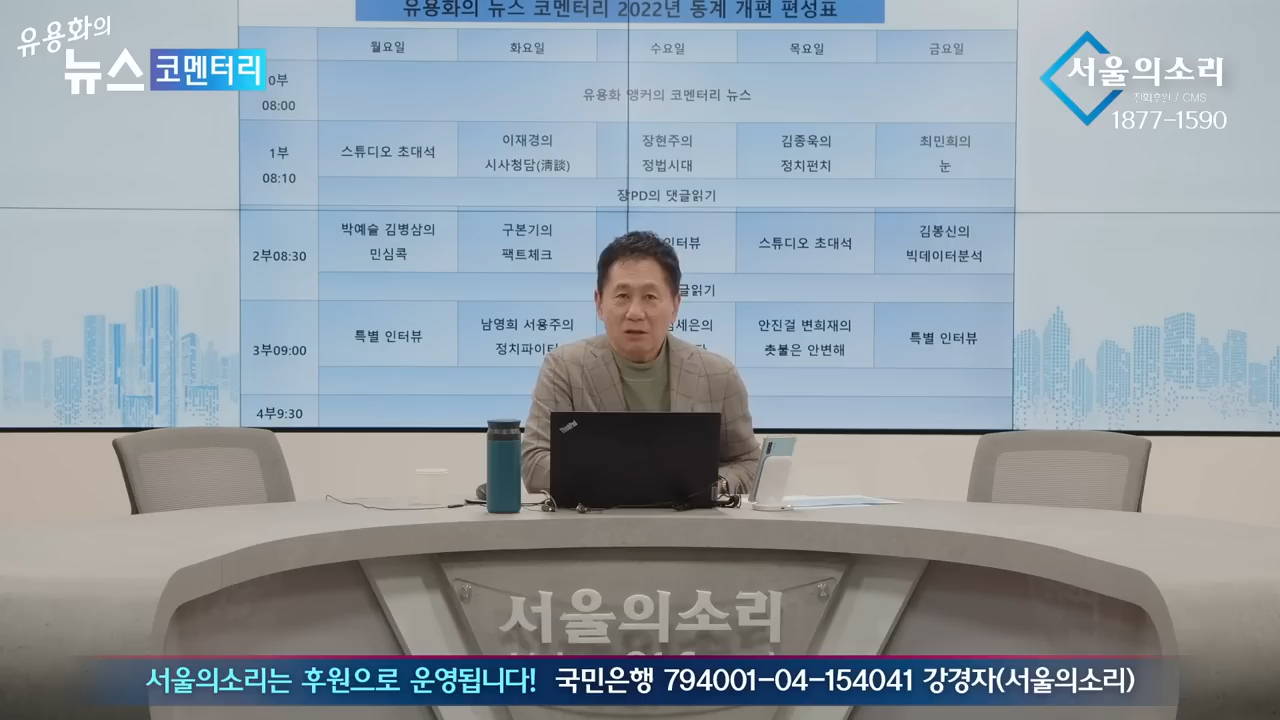 유용화의
뉴스 코멘터리
유용화의 뉴스 코멘터리 2022년 동계 개편 편성표
서울의소리
전화후원 / CMS
1877-1590
월요일 화요일 수요일 목요일 금요일
0부
08:00
유용화 앵커의 코멘터리 뉴스
1부
08:10
스튜디오 초대석
이재경의
시사청담(淸談)
장현주의
정법시대
김종욱의
정치펀치
최민희의
눈
장PD의 댓글읽기
2부08:30
박예슬 김병삼의
민심콕
구본기의
팩트체크
인터뷰
스튜디오 초대석
김봉신의
빅데이터분석
글읽기
3부09:00
특별 인터뷰
남영희 서용주의
정치파이터
세은의
안진걸 변희재의
촛불은 안변해
특별 인터뷰
4부9:30
ThinkPad
서울의소리
서울의소리는 후원으로 운영됩니다! 국민은행 794001-04-154041 강경자(서울의소리)